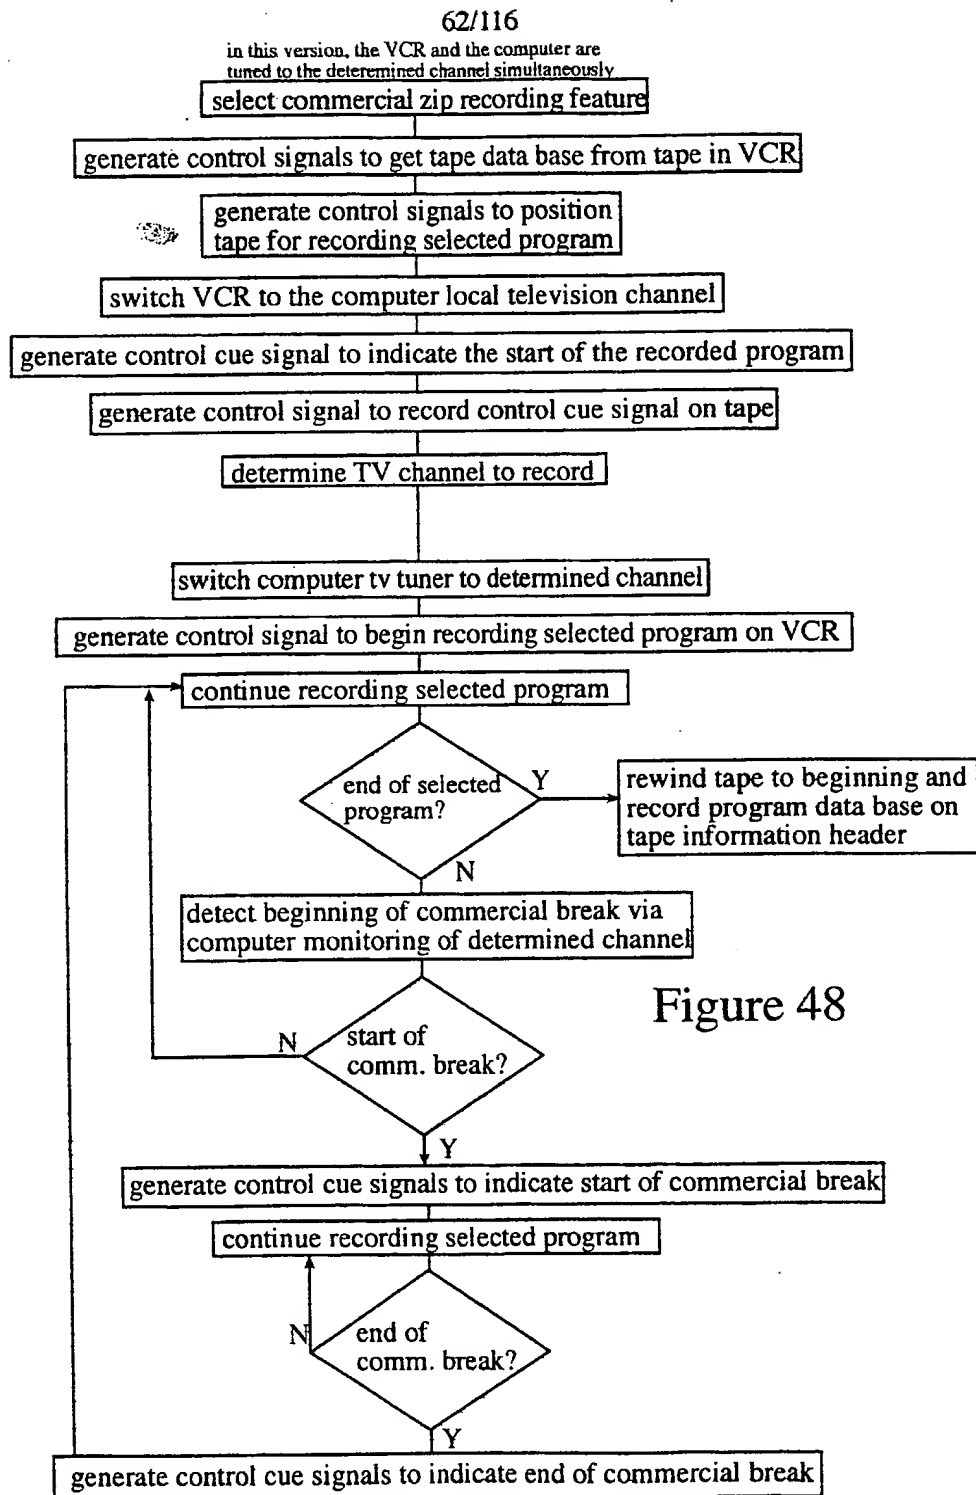 62/116
in this version, the VCR and the computer are
tuned to the deteremined channel simultaneously
select commercial zip recording feature
generate control signals to get tape data base from tape in VCR
generate control signals to position
tape for recording selected program
switch VCR to the computer local television channel
generate control cue signal to indicate the start of the recorded program
generate control signal to record control cue signal on tape
determine TV channel to record
switch computer tv tuner to determined channel
generate control signal to begin recording selected program on VCR
continue recording selected program
end of selected
program?
Y
rewind tape to beginning and
record program data base on
tape information header
N
detect beginning of commercial break via
computer monitoring of determined channel
Figure 48
N
start of
comm. break?
Y
generate control cue signals to indicate start of commercial break
continue recording selected program
N
end of
comm. break?
Y
generate control cue signals to indicate end of commercial break